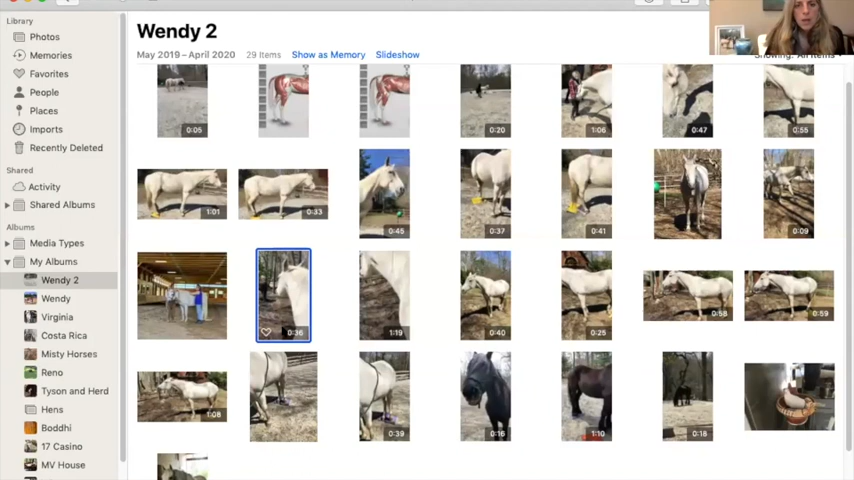 Library
Photos
Memories
Favorites
People
Places
Imports
Recently Deleted
Shared
Activity
Shared Albums
Albums
Media Types
My Albums
Wendy 2
Wendy
Virginia
Costa Rica
Misty Horses
Reno
Tyson and Herd
Hens
Boddhi
17 Casino
MV House
Wendy 2
May 2019 – April 2020 29 Items Show as Memory Slideshow
Showing: All Items
0:05 0:20 1:06 0:47 0:55
1:01 0:33 0:45 0:37 0:41 0:09
0:36 1:19 0:40 0:25 0:58 0:59
1:08 0:39 0:16 1:10 0:18